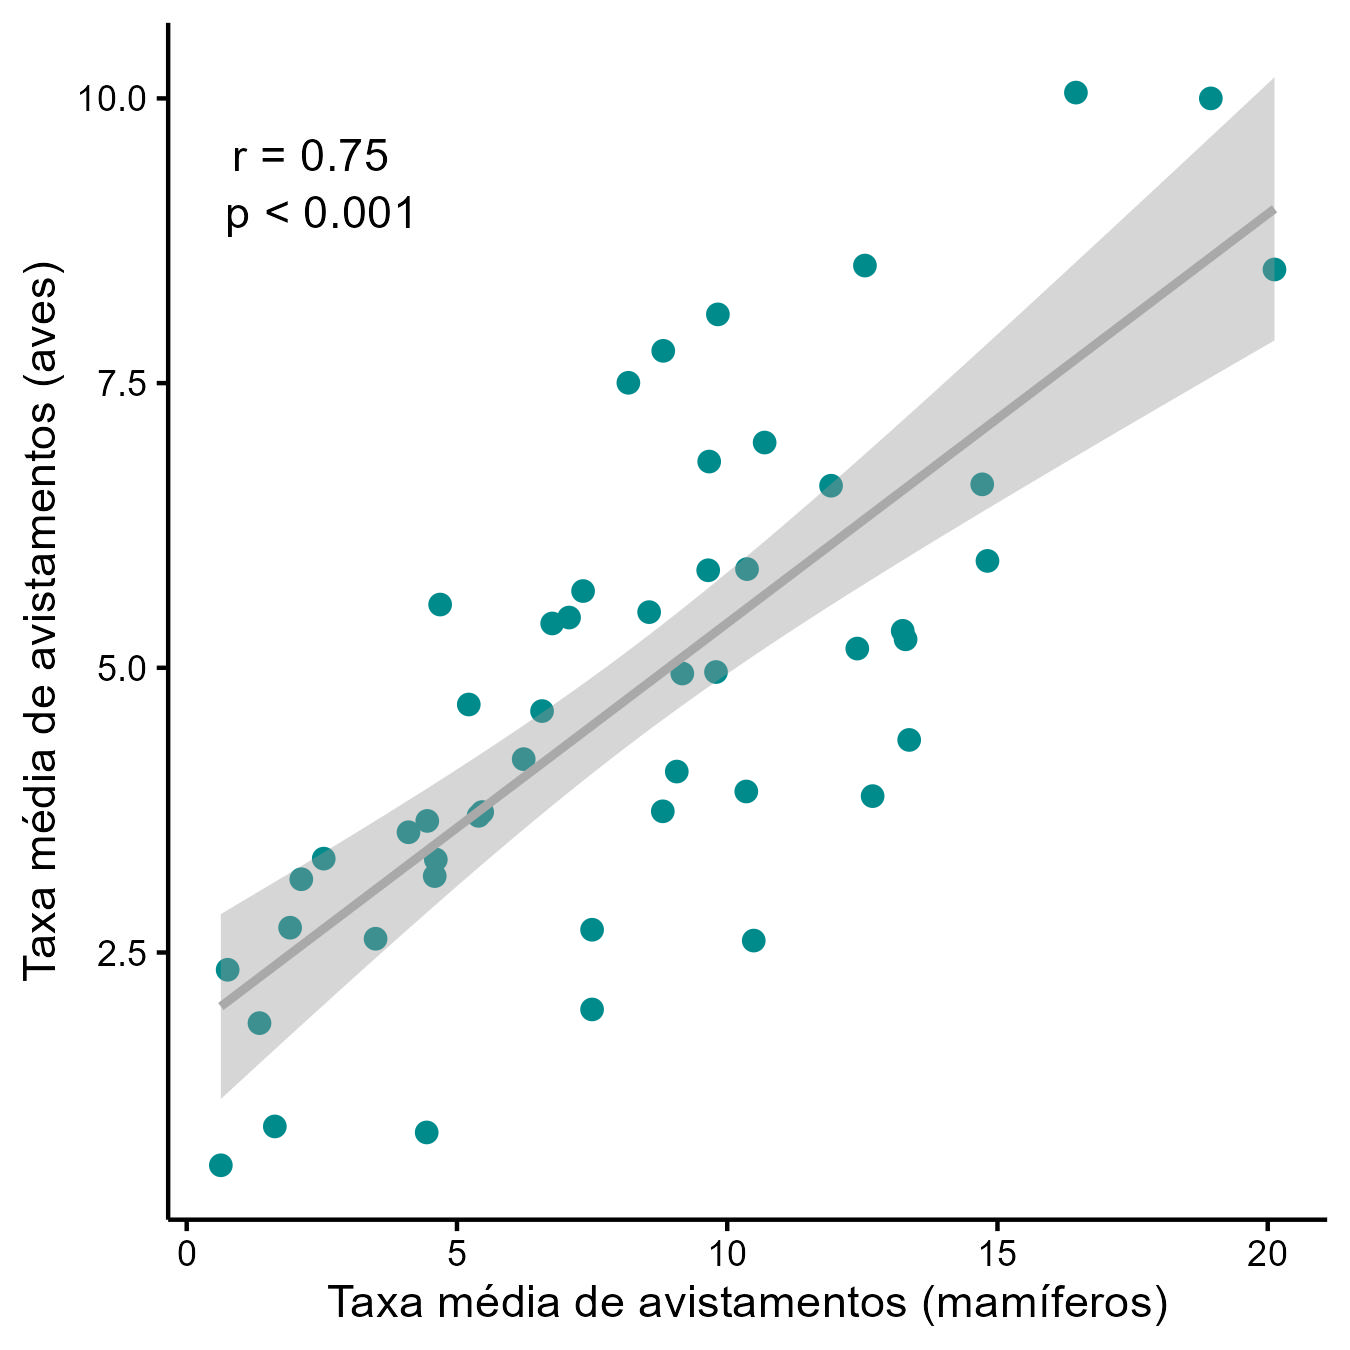 r = 0.75
p < 0.001
Taxa média de avistamentos (aves)
10.0
7.5
5.0
2.5
0
5
10
15
20
Taxa média de avistamentos (mamíferos)